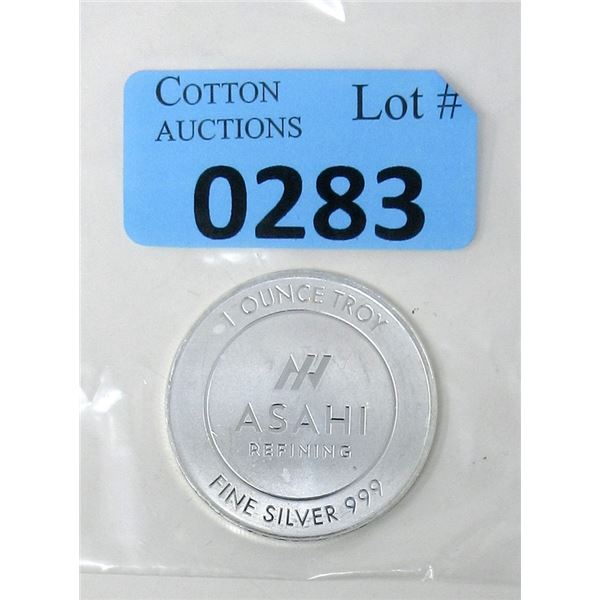 COTTON
AUCTIONS
Lot #
0283
1 OUNCE TROY
ASAHI
REFINING
FINE SILVER 999